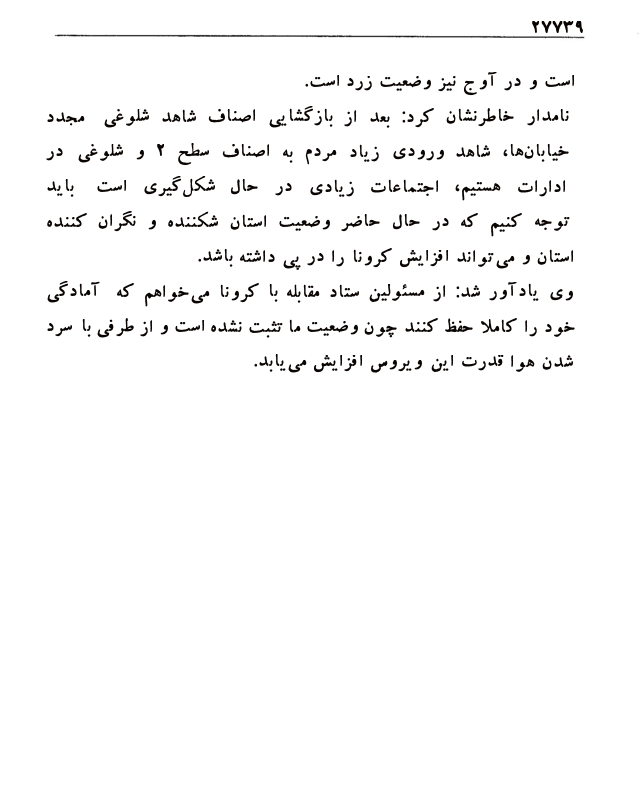 ۲۷۷۳۹
است و در آوج نیز وضعیت زرد است.
نامدار خاطرنشان کرد: بعد از بازگشایی اصناف شاهد شلوغی مجدد
خیابان‌ها، شاهد ورودی زیاد مردم به اصناف سطح ۲ و شلوغی در
ادارات هستیم، اجتماعات زیادی در حال شکل‌گیری است باید
توجه کنیم که در حال حاضر وضعیت استان شکننده و نگران کننده
استان و می‌تواند افزایش کرونا را در پی داشته باشد.
وی یادآور شد: از مسئولین ستاد مقابله با کرونا می‌خواهم که آمادگی
خود را کاملا حفظ کنند چون وضعیت ما تثبت نشده است و از طرفی با سرد
شدن هوا قدرت این ویروس افزایش می‌یابد.